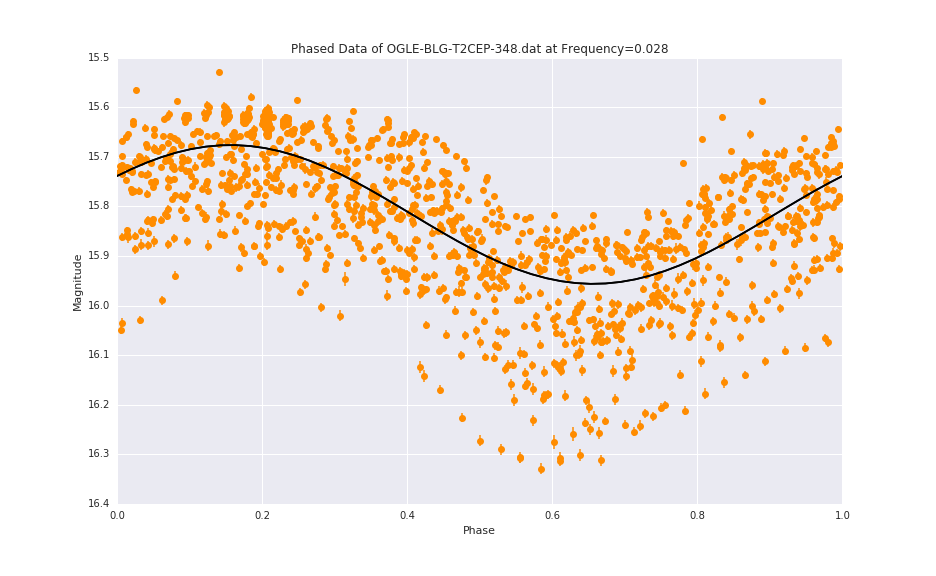 Phased Data of OGLE-BLG-T2CEP-348.dat at Frequency=0.028
15.5
15.6
15.7
15.8
15.9
16.0
16.1
16.2
16.3
16.4
Magnitude
0.0 0.2 0.4 0.6 0.8 1.0
Phase